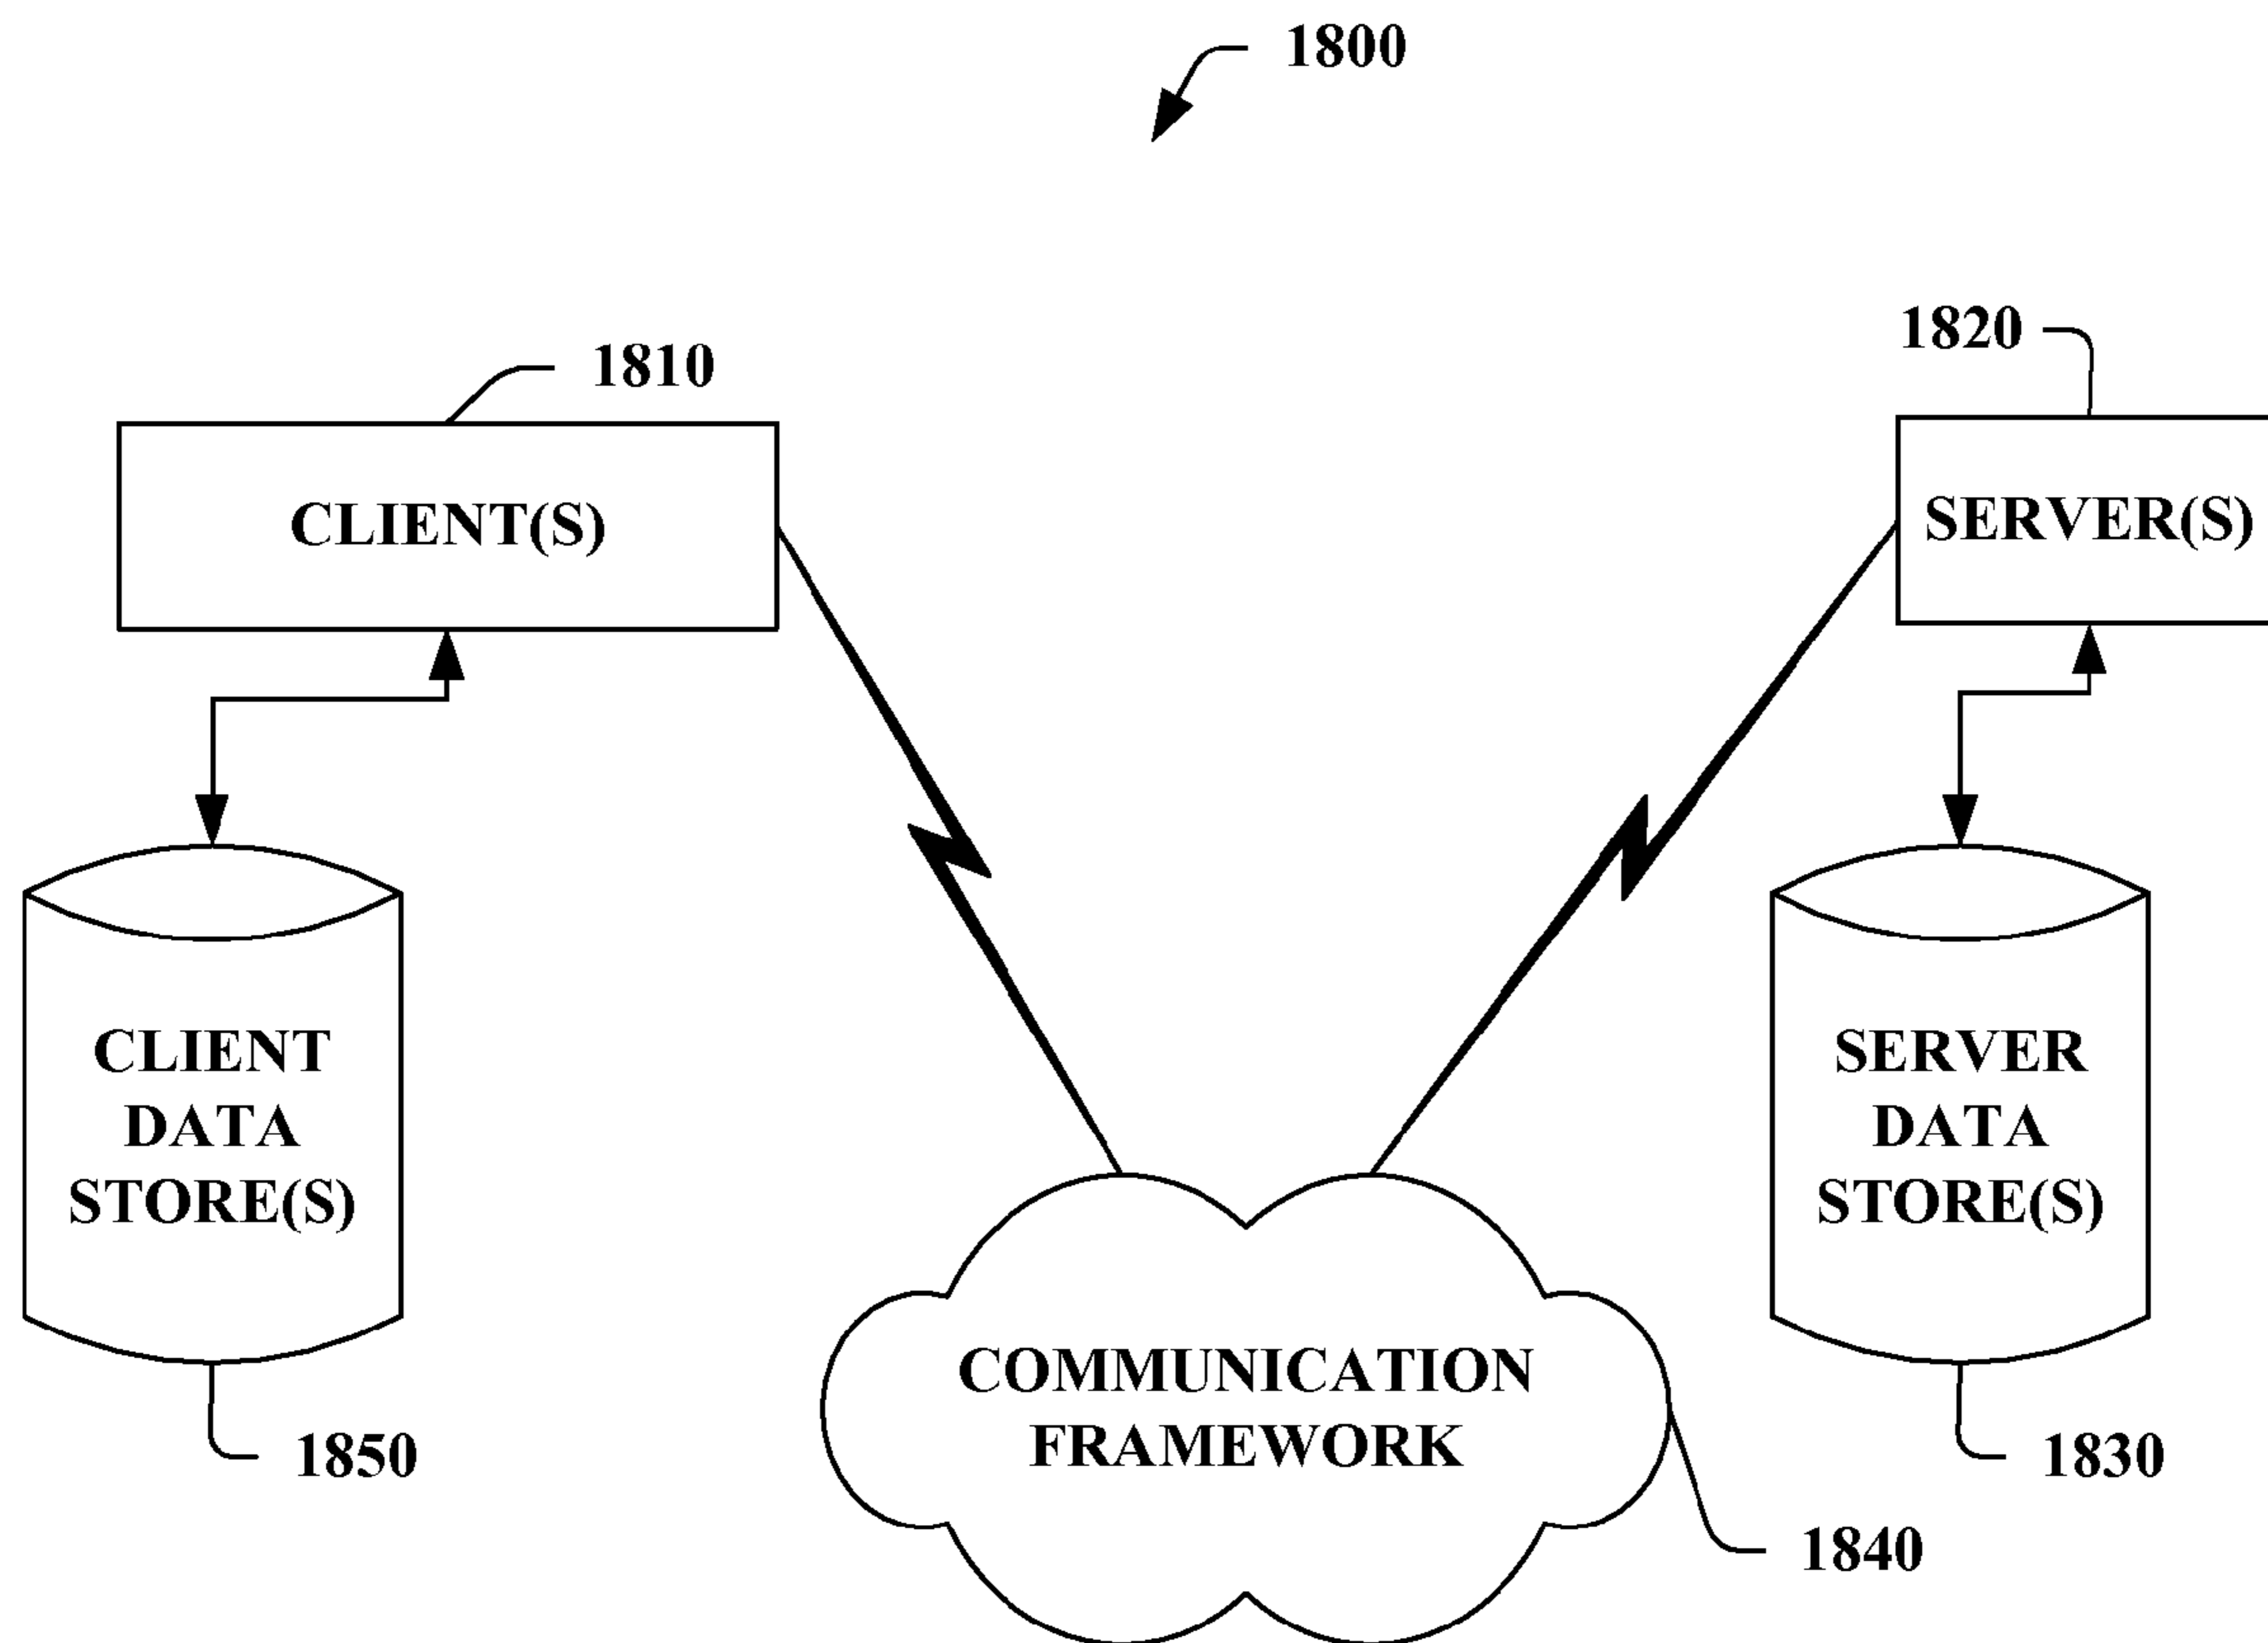 1800
1810
1820
CLIENT(S)
SERVER(S)
CLIENT
DATA
STORE(S)
SERVER
DATA
STORE(S)
COMMUNICATION
FRAMEWORK
1850
1830
1840